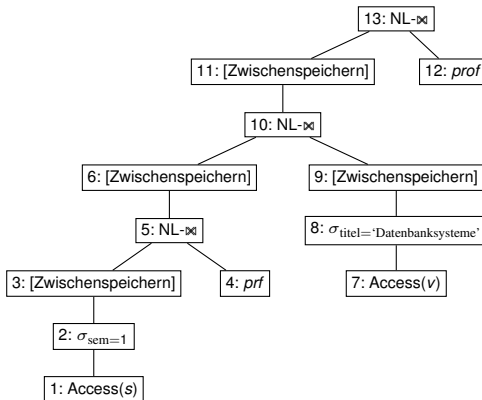 13: NL-⋈
11: [Zwischenspeichern]
12: prof
10: NL-⋈
6: [Zwischenspeichern]
9: [Zwischenspeichern]
5: NL-⋈
8: σtitel=‘Datenbanksysteme’
3: [Zwischenspeichern]
4: prf
7: Access(v)
2: σsem=1
1: Access(s)